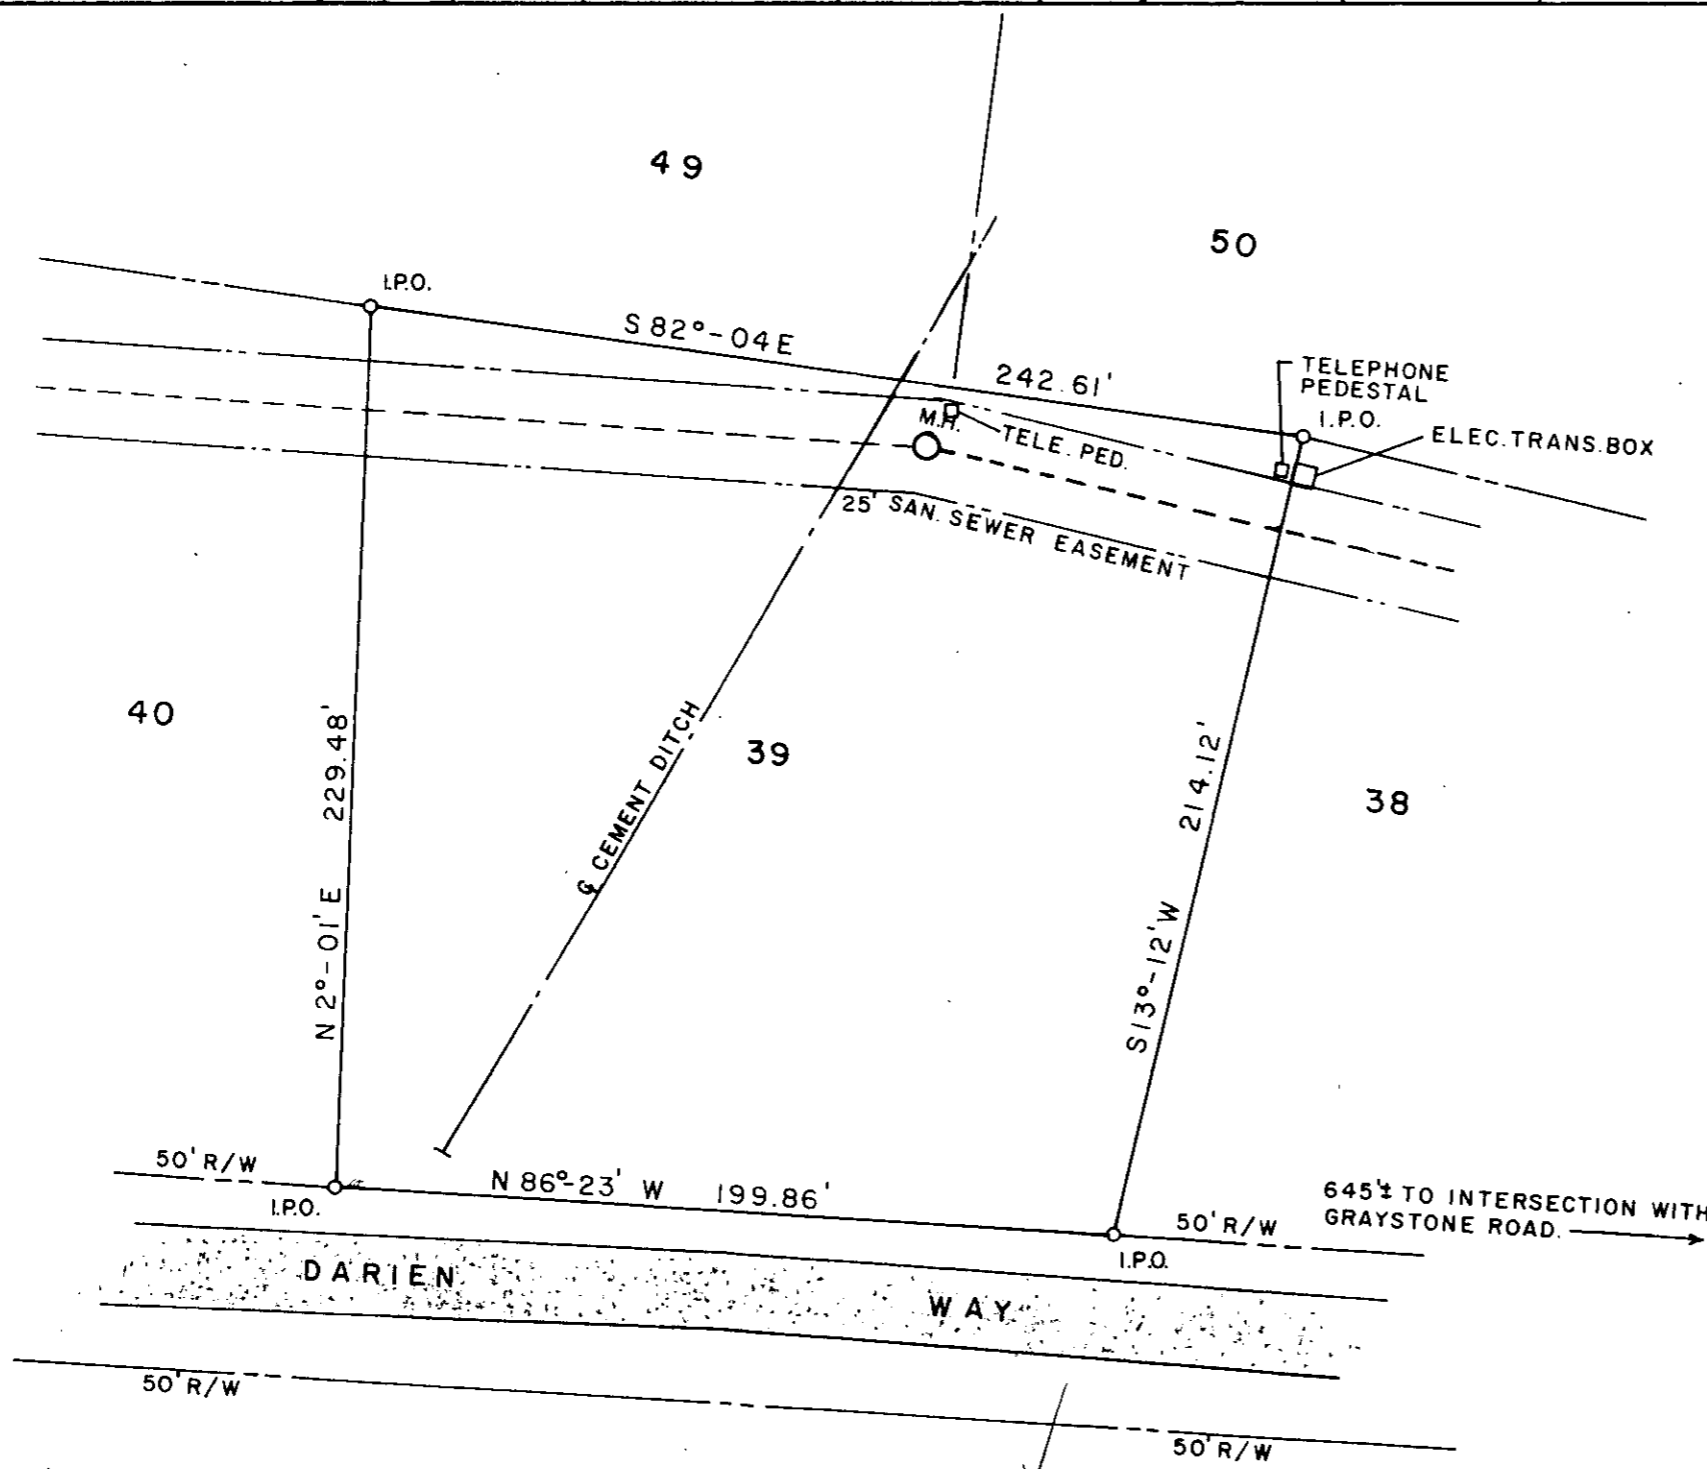 49
50
I.P.O.
S 82°-04 E
242.61'
TELEPHONE
PEDESTAL
I.P.O.
ELEC. TRANS. BOX
M.H.
TELE. PED.
25' SAN. SEWER EASEMENT
40
39
38
N 2°-01' E 229.48'
℄ CEMENT DITCH
S 13°-12' W 214.12'
50' R/W
I.P.O.
N 86°-23' W 199.86'
50' R/W
I.P.O.
645'± TO INTERSECTION WITH
GRAYSTONE ROAD.
DARIEN WAY
50' R/W
50' R/W